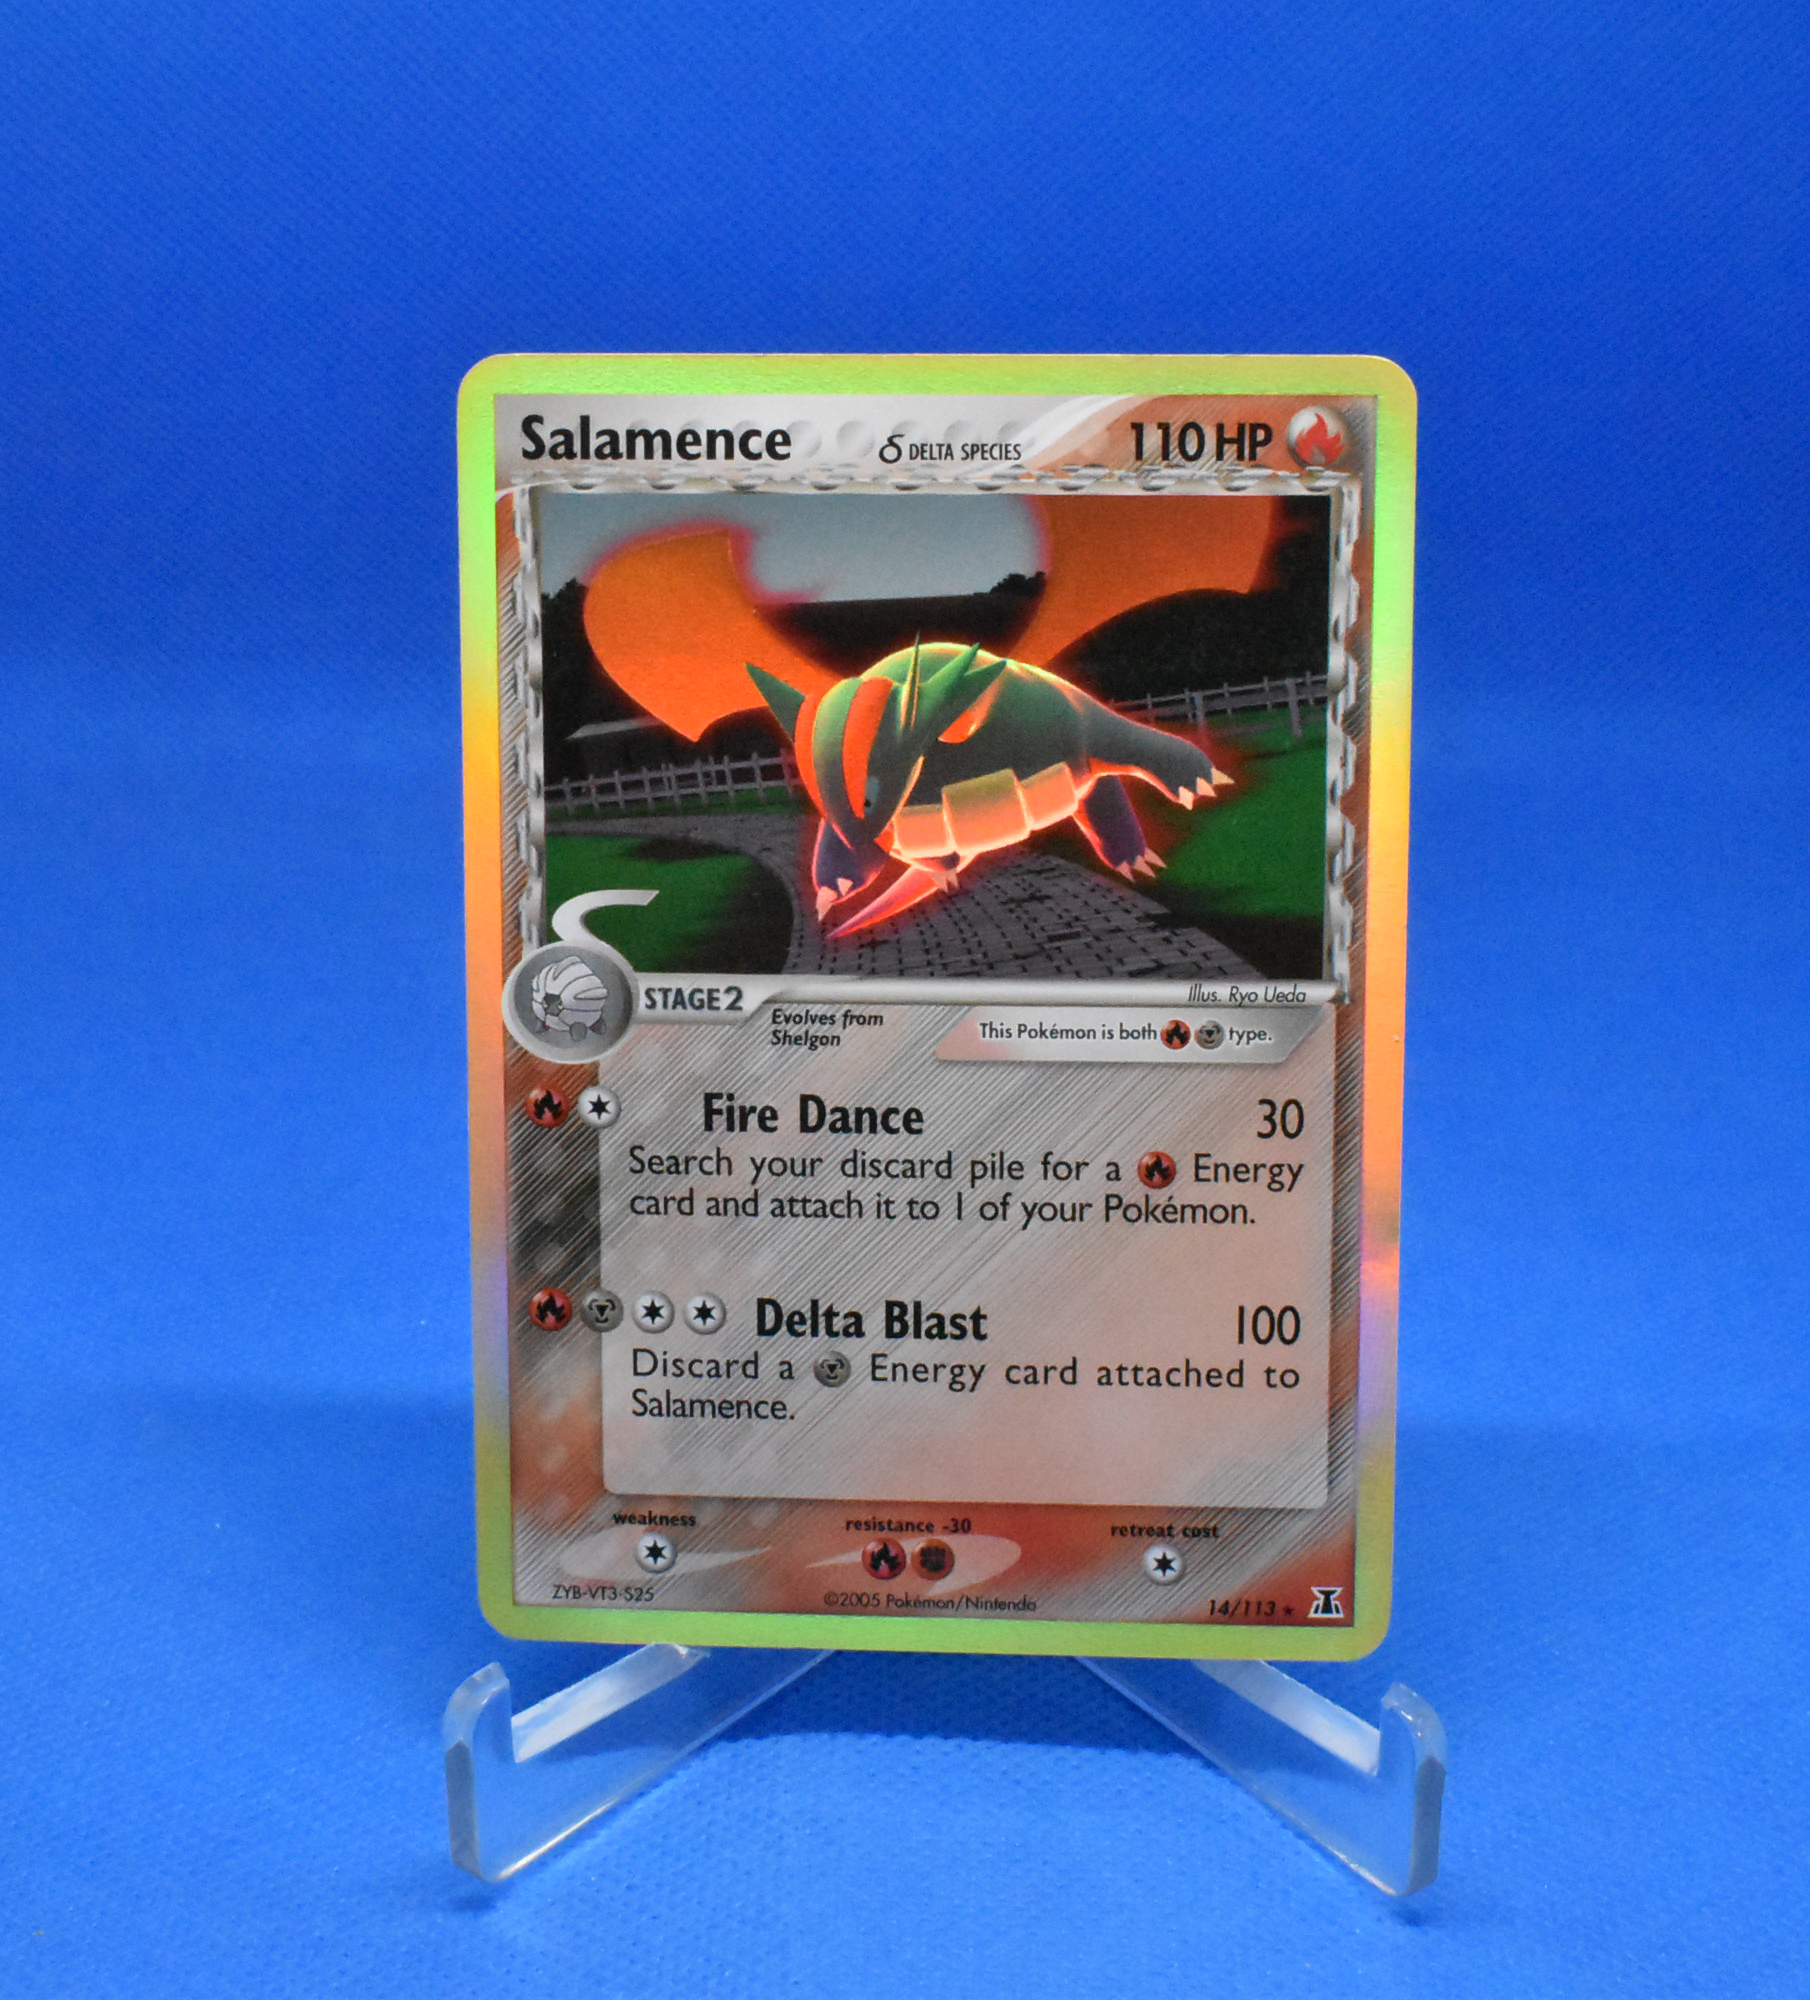 Salamence δ DELTA SPECIES 110 HP
δ
STAGE 2
Illus. Ryo Ueda
Evolves from
Shelgon
This Pokémon is both type.
Fire Dance 30
Search your discard pile for a Energy
card and attach it to 1 of your Pokémon.
Delta Blast 100
Discard a Energy card attached to
Salamence.
weakness resistance -30 retreat cost
ZYB-VT3-S25 ©2005 Pokémon/Nintendo 14/113 ★